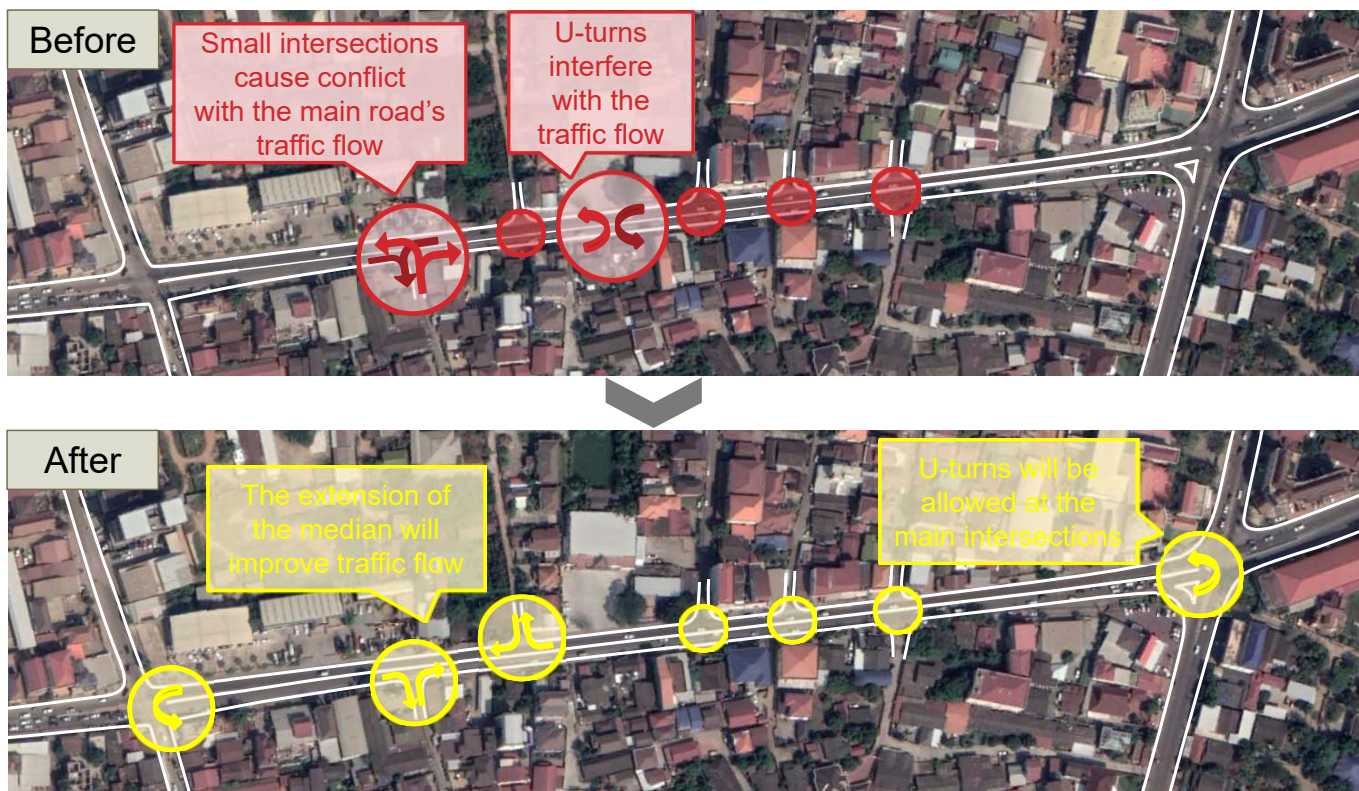 Before
Small intersections
cause conflict
with the main road's
traffic flow
U-turns
interfere
with the
traffic flow
After
The extension of
the median will
improve traffic flow
U-turns will be
allowed at the
main intersections